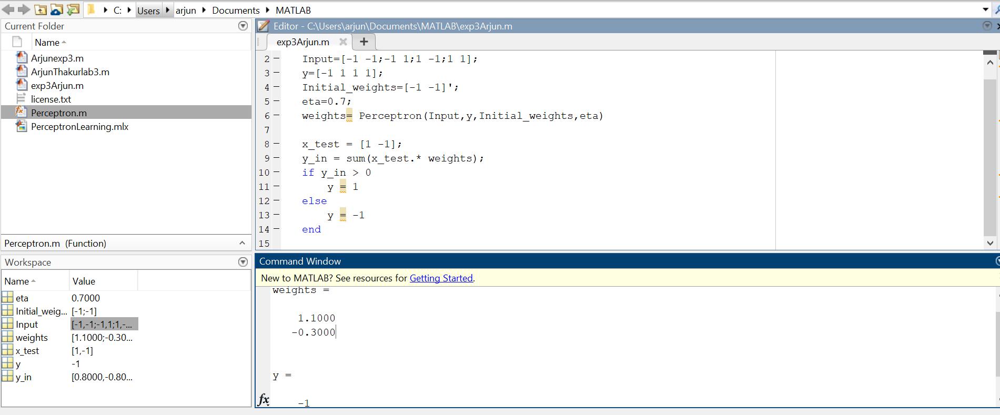 C: Users arjun Documents MATLAB
Current Folder
Name
Arjunexp3.m
ArjunThakurlab3.m
exp3Arjun.m
license.txt
Perceptron.m
PerceptronLearning.mlx
Perceptron.m (Function)
Workspace
Name Value
eta 0.7000
Initial_weig... [-1;-1]
Input [-1,-1;-1,1;1,-...
weights [1.1000;-0.30...
x_test [1,-1]
y -1
y_in [0.8000,-0.80...
Editor - C:\Users\arjun\Documents\MATLAB\exp3Arjun.m
exp3Arjun.m
2 Input=[-1 -1;-1 1;1 -1;1 1];
3 y=[-1 1 1 1];
4 Initial_weights=[-1 -1]';
5 eta=0.7;
6 weights= Perceptron(Input,y,Initial_weights,eta)
7
8 x_test = [1 -1];
9 y_in = sum(x_test.* weights);
10 if y_in > 0
11 y = 1
12 else
13 y = -1
14 end
15
Command Window
New to MATLAB? See resources for Getting Started.
weights =
1.1000
-0.3000
y =
-1
fx